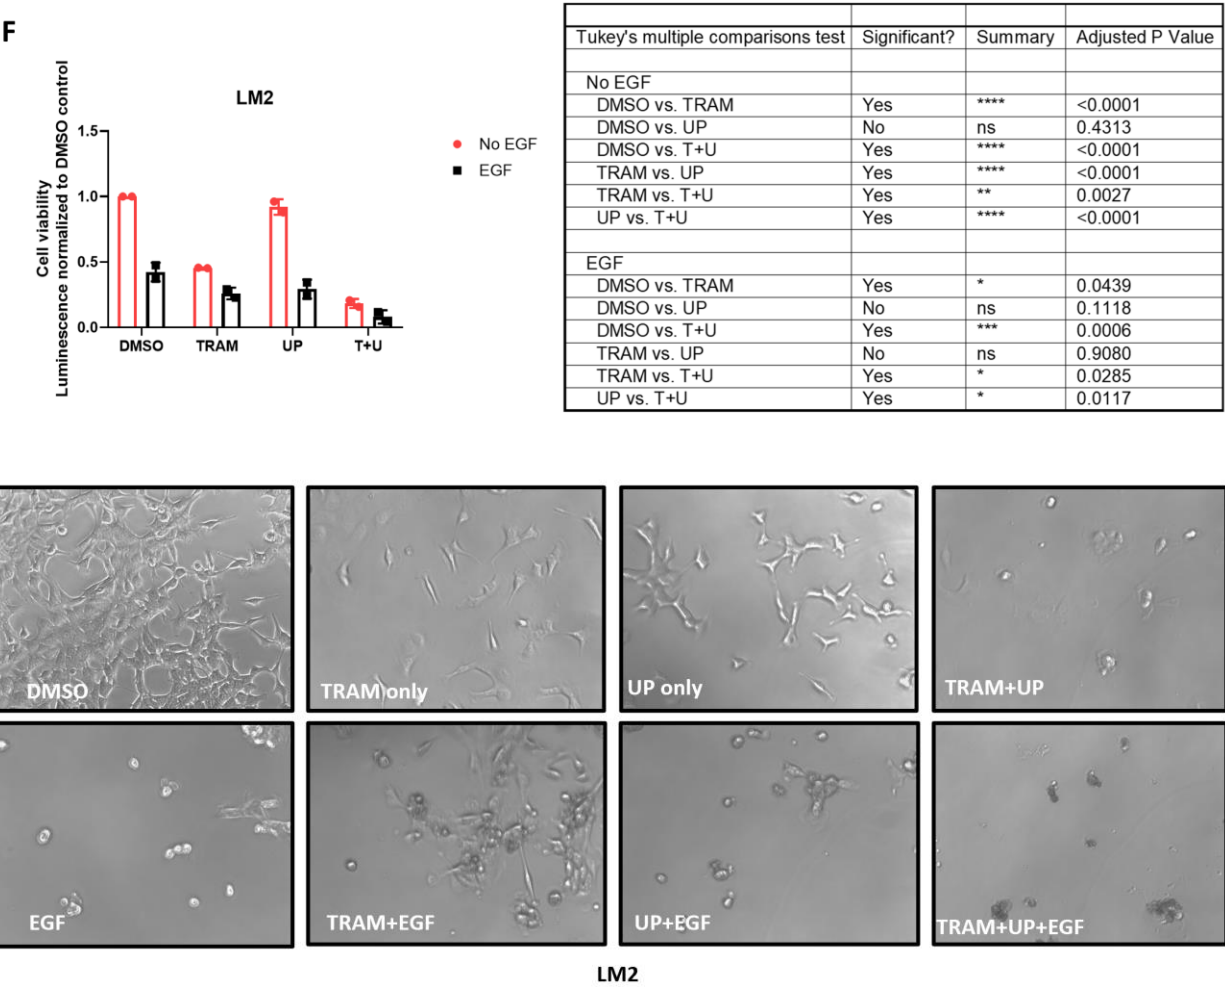 F
LM2
Cell viability
Luminescence normalized to DMSO control
1.5
1.0
0.5
0.0
DMSO TRAM UP T+U
No EGF
EGF
Tukey's multiple comparisons test Significant? Summary Adjusted P Value
No EGF
DMSO vs. TRAM Yes **** <0.0001
DMSO vs. UP No ns 0.4313
DMSO vs. T+U Yes **** <0.0001
TRAM vs. UP Yes **** <0.0001
TRAM vs. T+U Yes ** 0.0027
UP vs. T+U Yes **** <0.0001
EGF
DMSO vs. TRAM Yes * 0.0439
DMSO vs. UP No ns 0.1118
DMSO vs. T+U Yes *** 0.0006
TRAM vs. UP No ns 0.9080
TRAM vs. T+U Yes * 0.0285
UP vs. T+U Yes * 0.0117
DMSO
TRAM only
UP only
TRAM+UP
EGF
TRAM+EGF
UP+EGF
TRAM+UP+EGF
LM2